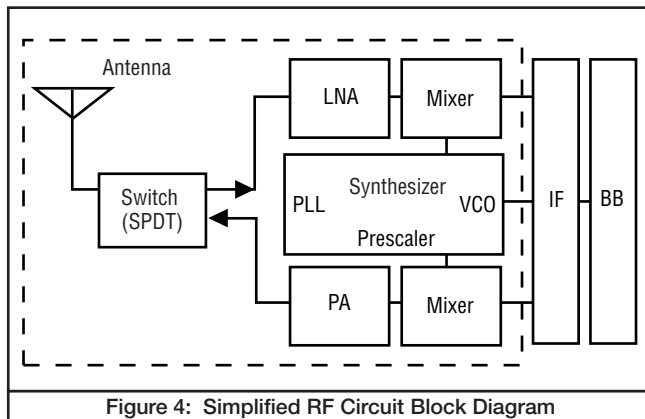 Antenna
LNA
Mixer
Switch
(SPDT)
Synthesizer
PLL
VCO
Prescaler
IF
BB
PA
Mixer
Figure 4: Simplified RF Circuit Block Diagram